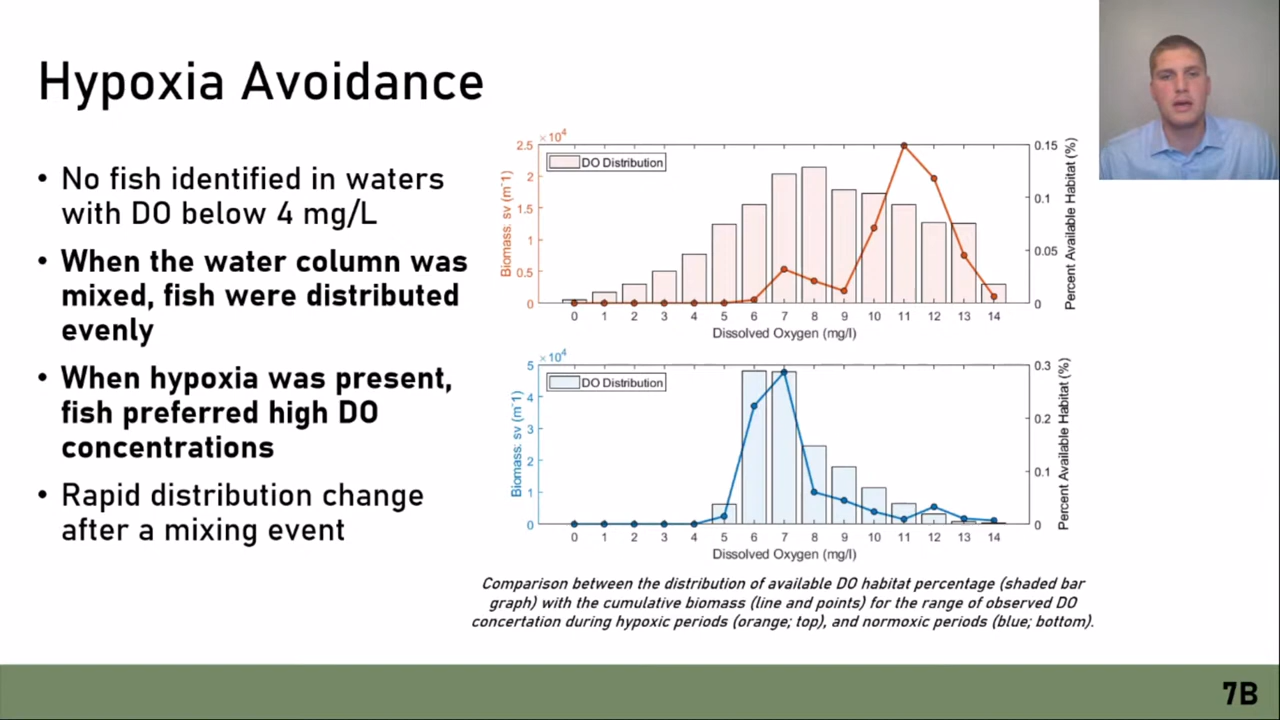 Hypoxia Avoidance
• No fish identified in waters
with DO below 4 mg/L
• When the water column was
mixed, fish were distributed
evenly
• When hypoxia was present,
fish preferred high DO
concentrations
• Rapid distribution change
after a mixing event
×10^4
2.5
2
1.5
1
0.5
0
Biomass: sv (m^-1)
DO Distribution
0.15
0.1
0.05
0
Percent Available Habitat (%)
0 1 2 3 4 5 6 7 8 9 10 11 12 13 14
Dissolved Oxygen (mg/l)
×10^4
5
4
3
2
1
0
Biomass: sv (m^-1)
DO Distribution
0.3
0.2
0.1
0
Percent Available Habitat (%)
0 1 2 3 4 5 6 7 8 9 10 11 12 13 14
Dissolved Oxygen (mg/l)
Comparison between the distribution of available DO habitat percentage (shaded bar
graph) with the cumulative biomass (line and points) for the range of observed DO
concertation during hypoxic periods (orange; top), and normoxic periods (blue; bottom).
7B